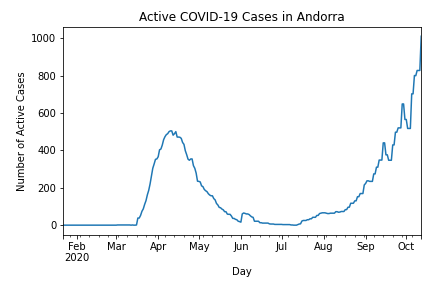 Active COVID-19 Cases in Andorra
1000
800
600
400
200
0
Number of Active Cases
Feb Mar Apr May Jun Jul Aug Sep Oct
2020
Day